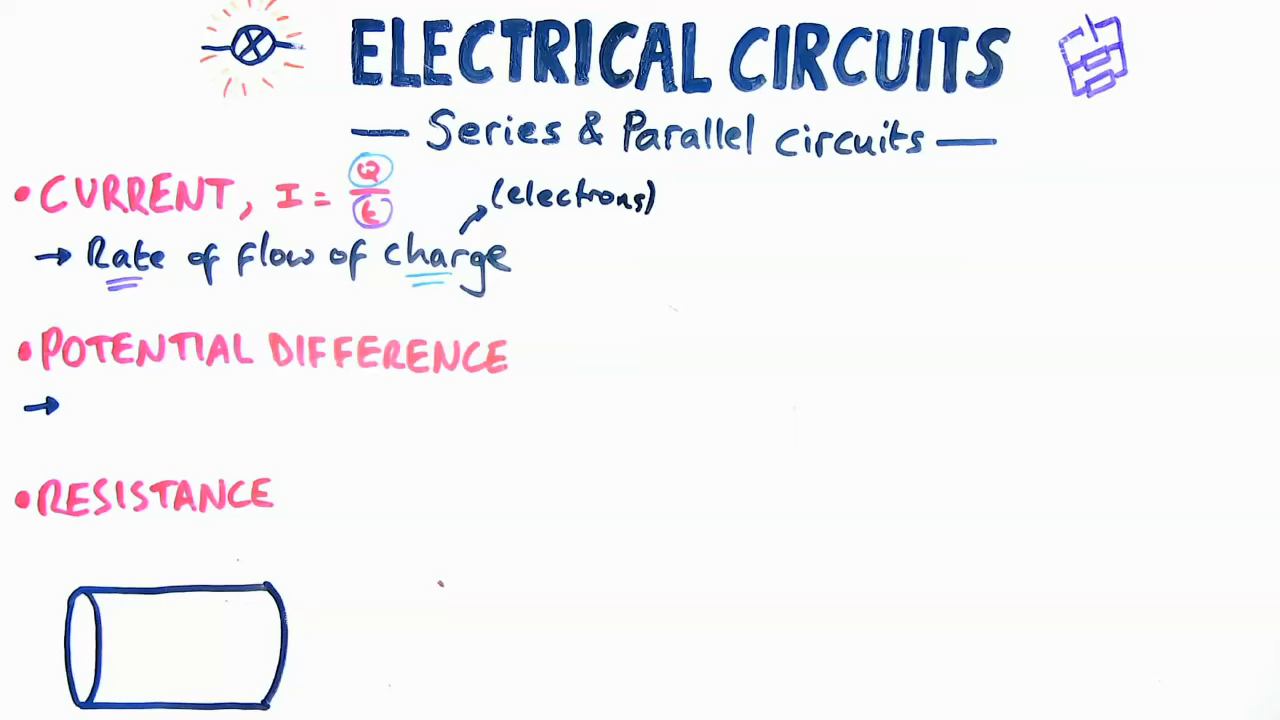 ELECTRICAL CIRCUITS
— Series & Parallel circuits —
• CURRENT, I = Q/t
(electrons)
→ Rate of flow of charge
• POTENTIAL DIFFERENCE
→
• RESISTANCE